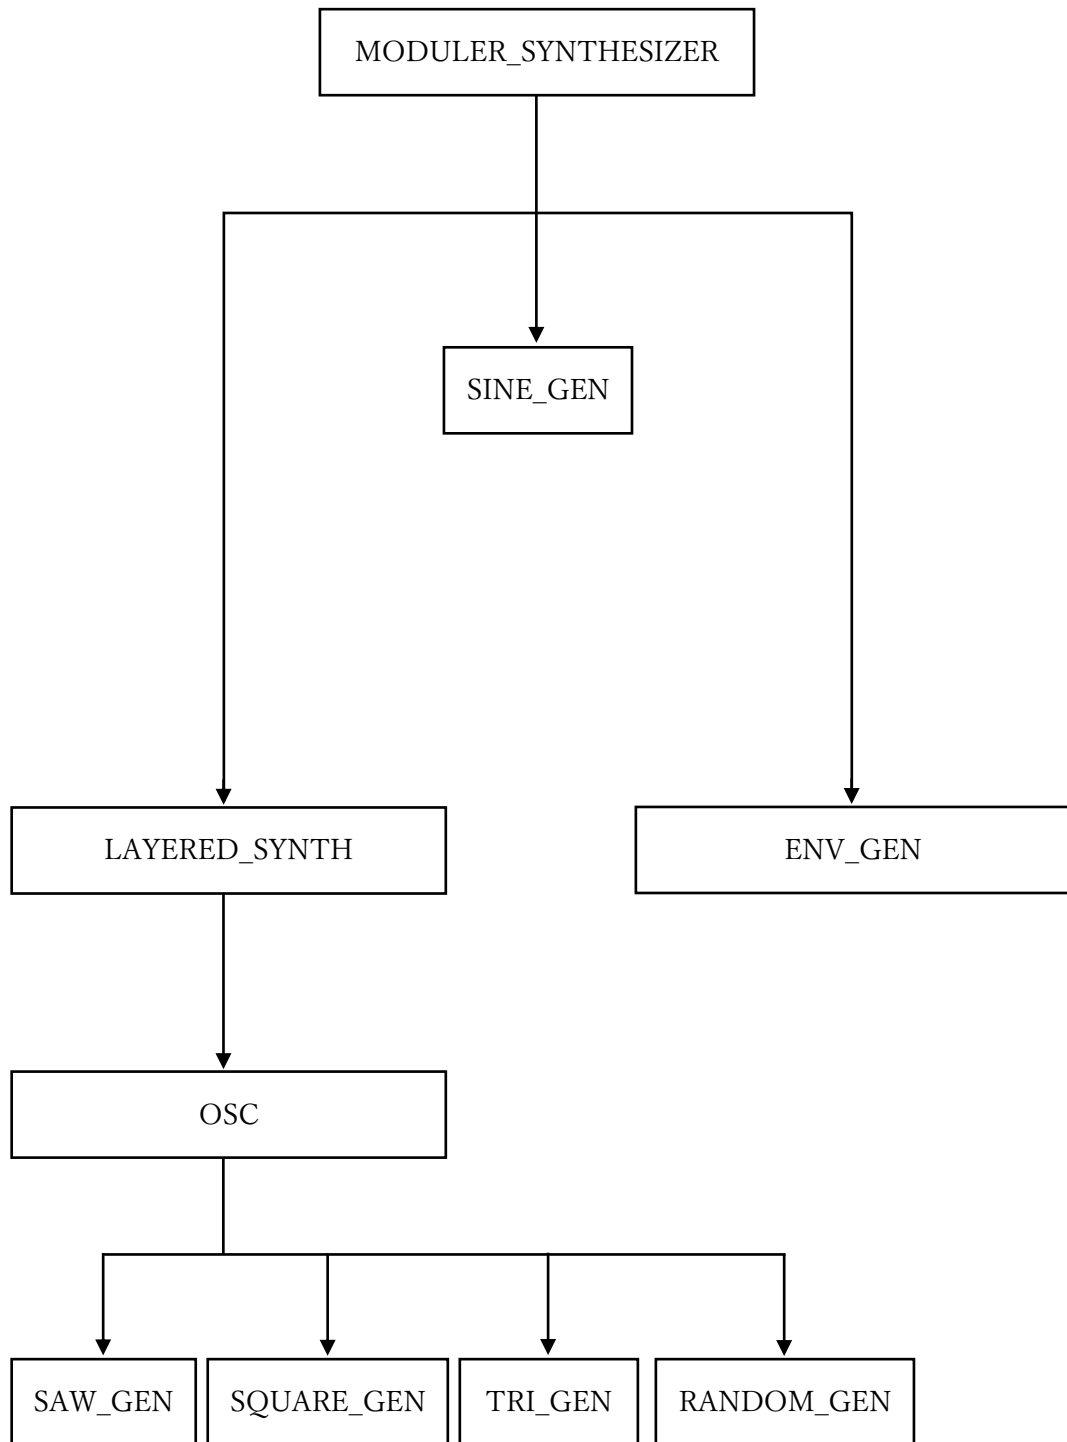 MODULER_SYNTHESIZER
SINE_GEN
LAYERED_SYNTH
ENV_GEN
OSC
SAW_GEN
SQUARE_GEN
TRI_GEN
RANDOM_GEN